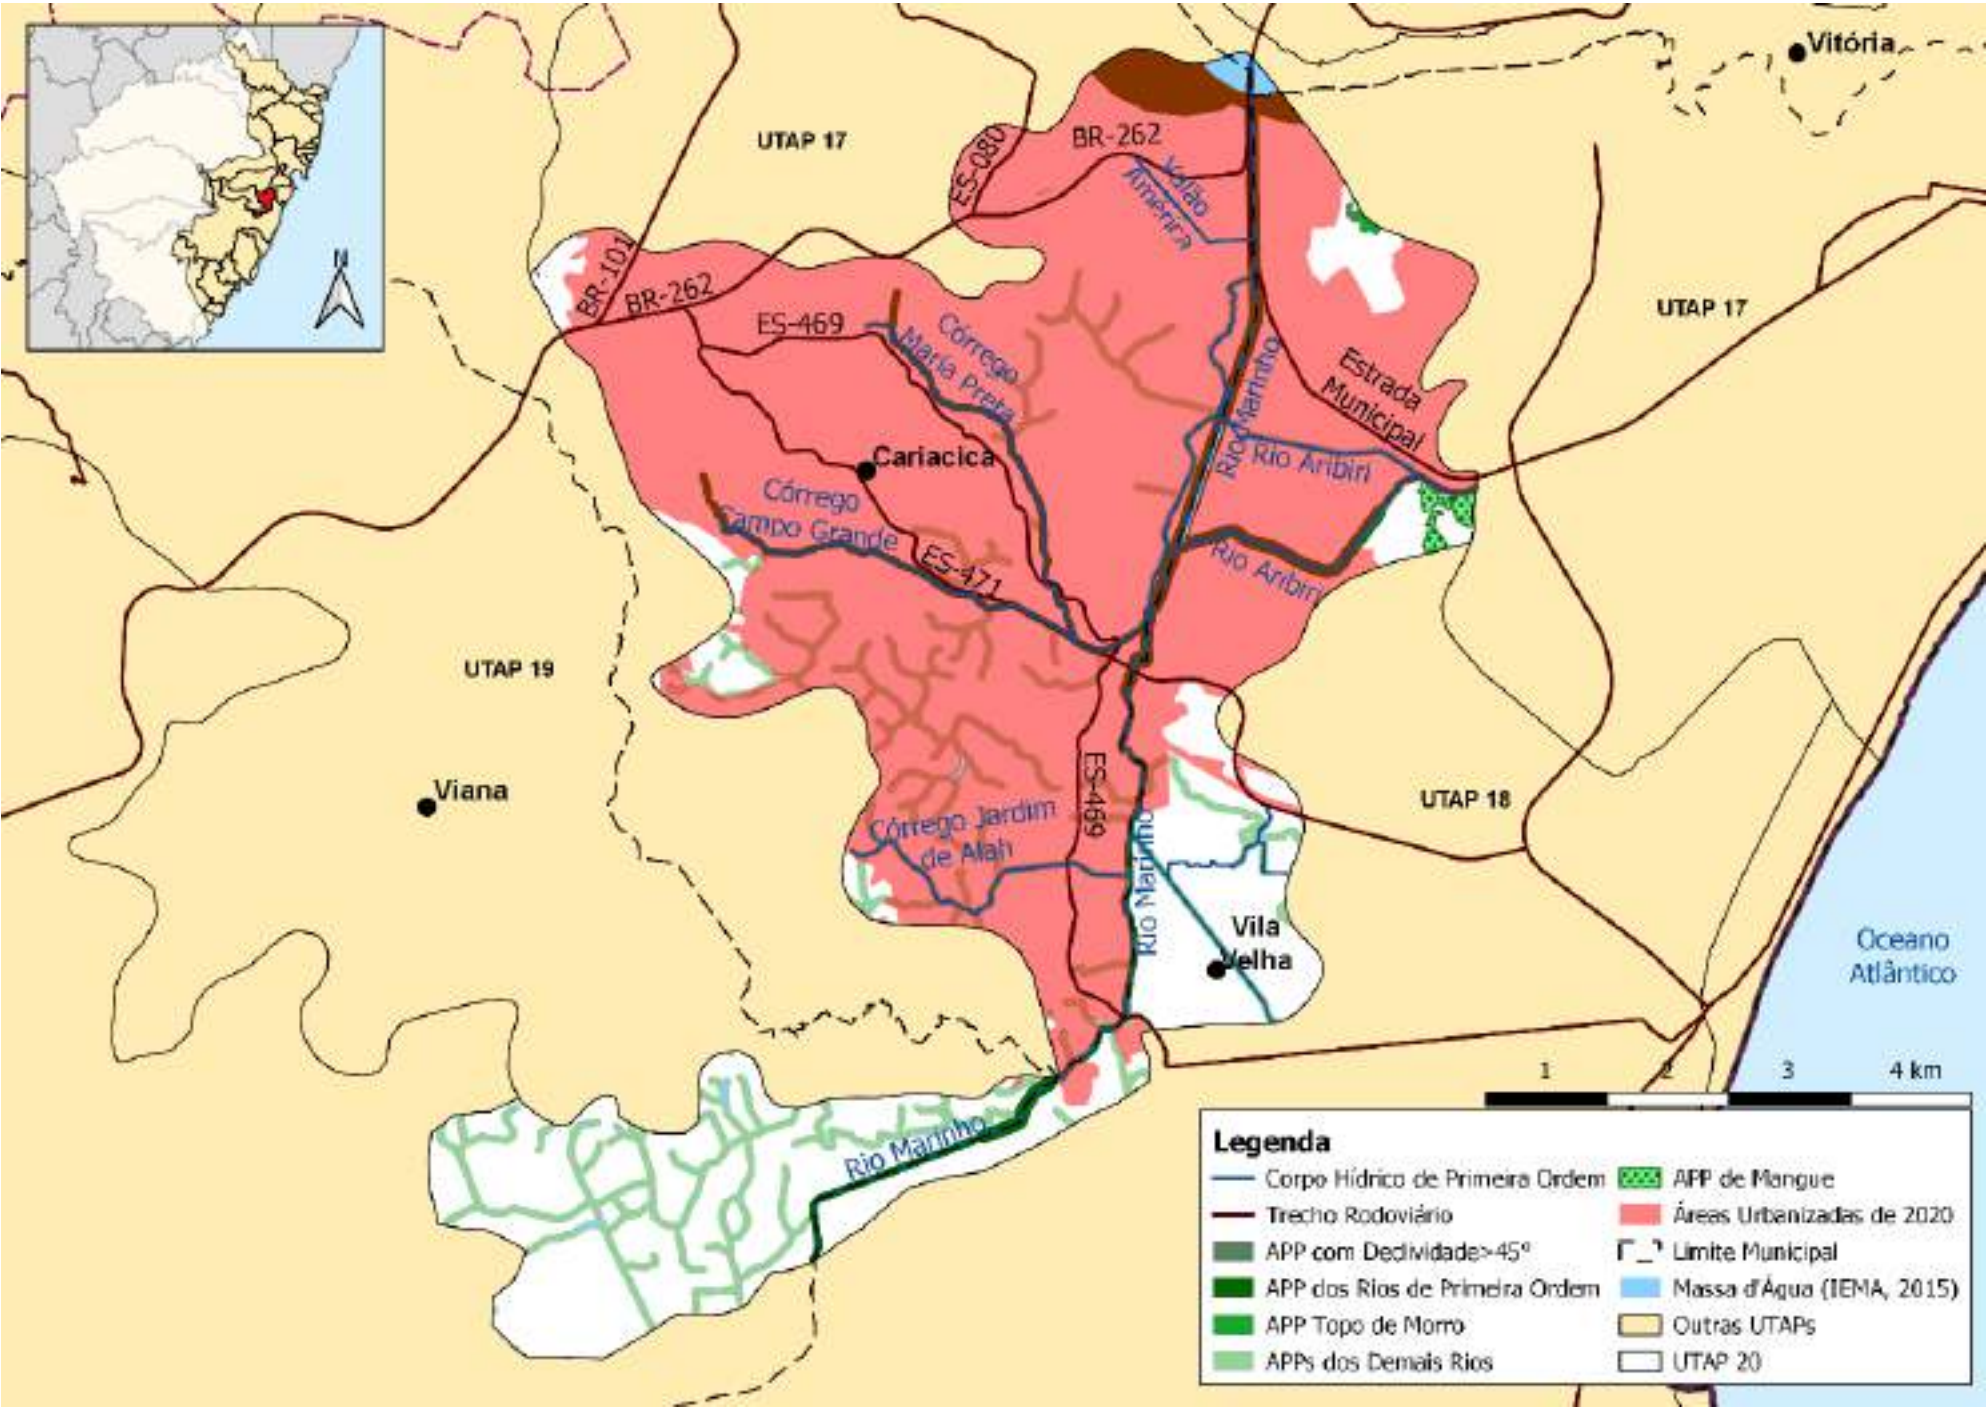 Vitória
N
UTAP 17
BR-262
ES-080
Valão
América
BR-101
BR-262
ES-469
UTAP 17
Córrego
Maria Preta
Rio Marinho
Estrada
Municipal
Cariacica
Rio Aribiri
Córrego
Campo Grande
ES-471
Rio Aribiri
UTAP 19
Viana
ES-469
UTAP 18
Córrego Jardim
de Alah
Rio Marinho
Vila
Velha
Oceano
Atlântico
Rio Marinho
1 2 3 4 km
Legenda
Corpo Hídrico de Primeira Ordem
Trecho Rodoviário
APP com Declividade>45°
APP dos Rios de Primeira Ordem
APP Topo de Morro
APPs dos Demais Rios
APP de Mangue
Áreas Urbanizadas de 2020
Limite Municipal
Massa d'Água (IEMA, 2015)
Outras UTAPs
UTAP 20